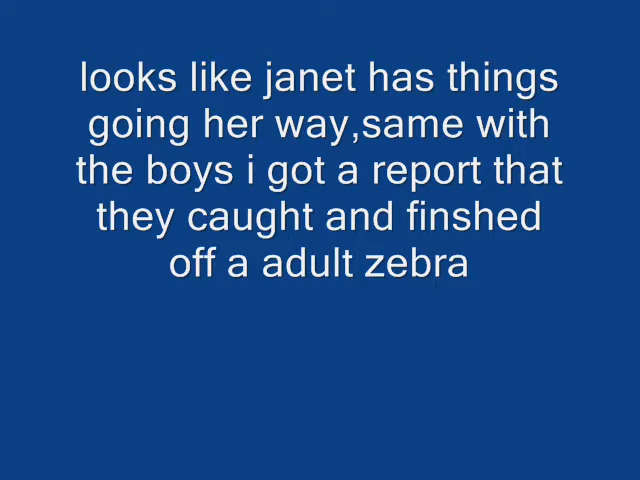 looks like janet has things
going her way,same with
the boys i got a report that
they caught and finshed
off a adult zebra